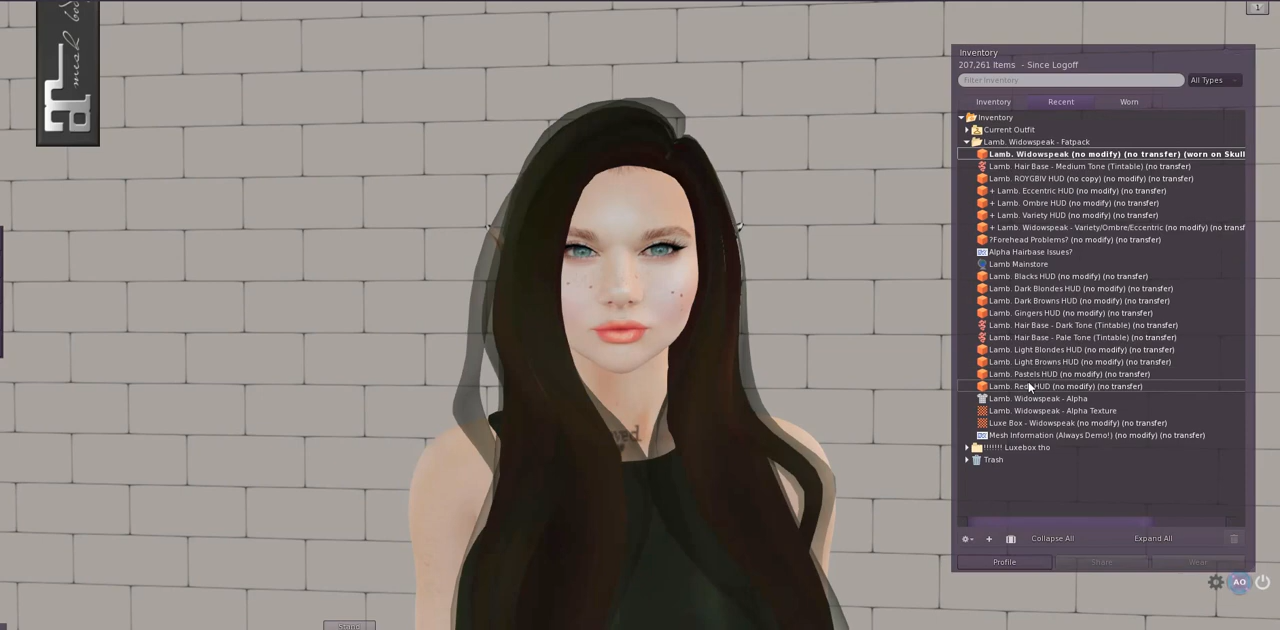 mesh
1
Inventory
207,261 Items - Since Logoff
Filter Inventory
All Types
Inventory
Recent
Worn
Inventory
Current Outfit
Lamb. Widowspeak - Fatpack
Lamb. Widowspeak (no modify) (no transfer) (worn on Skull
Lamb. Hair Base - Medium Tone (Tintable) (no transfer)
Lamb. ROYGBIV HUD (no copy) (no modify) (no transfer)
+ Lamb. Eccentric HUD (no modify) (no transfer)
+ Lamb. Ombre HUD (no modify) (no transfer)
+ Lamb. Variety HUD (no modify) (no transfer)
+ Lamb. Widowspeak - Variety/Ombre/Eccentric (no modify) (no transf
?Forehead Problems? (no modify) (no transfer)
Alpha Hairbase Issues?
Lamb Mainstore
Lamb. Blacks HUD (no modify) (no transfer)
Lamb. Dark Blondes HUD (no modify) (no transfer)
Lamb. Dark Browns HUD (no modify) (no transfer)
Lamb. Gingers HUD (no modify) (no transfer)
Lamb. Hair Base - Dark Tone (Tintable) (no transfer)
Lamb. Hair Base - Pale Tone (Tintable) (no transfer)
Lamb. Light Blondes HUD (no modify) (no transfer)
Lamb. Light Browns HUD (no modify) (no transfer)
Lamb. Pastels HUD (no modify) (no transfer)
Lamb. Reds HUD (no modify) (no transfer)
Lamb. Widowspeak - Alpha
Lamb. Widowspeak - Alpha Texture
Luxe Box - Widowspeak (no modify) (no transfer)
Mesh Information (Always Demo!) (no modify) (no transfer)
!!!!!!! Luxebox tho
Trash
Collapse All
Expand All
Profile
Share
Wear
AO
Stand